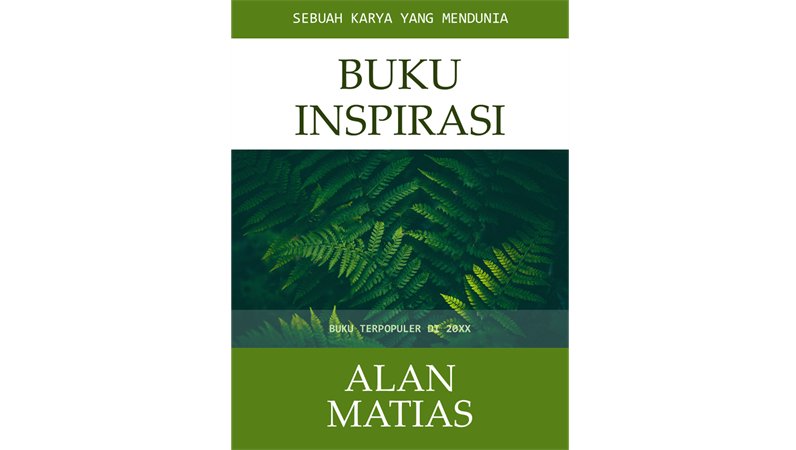 SEBUAH KARYA YANG MENDUNIA
BUKU
INSPIRASI
BUKU TERPOPULER DI 20XX
ALAN
MATIAS